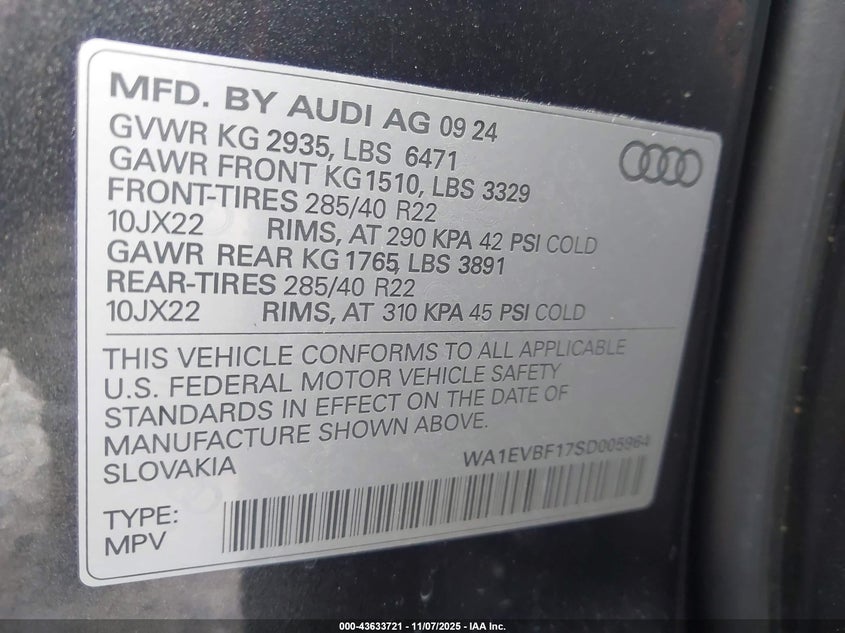 MFD. BY AUDI AG 09 24
GVWR KG 2935, LBS 6471
GAWR FRONT KG1510, LBS 3329
FRONT-TIRES 285/40 R22
10JX22 RIMS, AT 290 KPA 42 PSI COLD
GAWR REAR KG1765, LBS 3891
REAR-TIRES 285/40 R22
10JX22 RIMS, AT 310 KPA 45 PSI COLD
THIS VEHICLE CONFORMS TO ALL APPLICABLE
U.S. FEDERAL MOTOR VEHICLE SAFETY
STANDARDS IN EFFECT ON THE DATE OF
MANUFACTURE SHOWN ABOVE.
SLOVAKIA WA1EVBF17SD005964
TYPE:
MPV
000-43633721 - 11/07/2025 - IAA Inc.